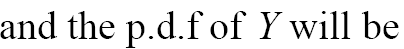 and the p.d.f of Y will be